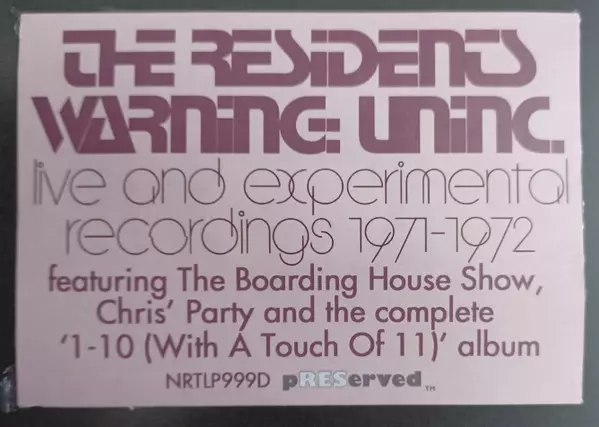 THE RESIDENTS
WARNING: UNINC.
live and experimental
recordings 1971-1972
featuring The Boarding House Show,
Chris' Party and the complete
'1-10 (With A Touch Of 11)' album
NRTLP999D pREServed™